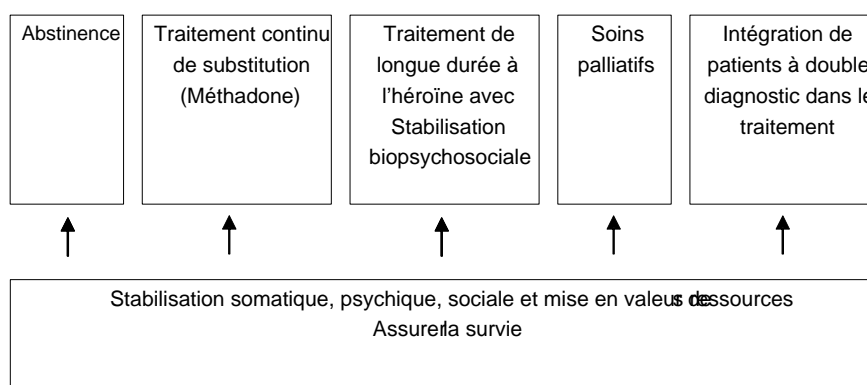 Abstinence
Traitement continu
de substitution
(Méthadone)
Traitement de
longue durée à
l'héroïne avec
Stabilisation
biopsychosociale
Soins
palliatifs
Intégration de
patients à double
diagnostic dans le
traitement
Stabilisation somatique, psychique, sociale et mise en valeur des ressources
Assurer la survie